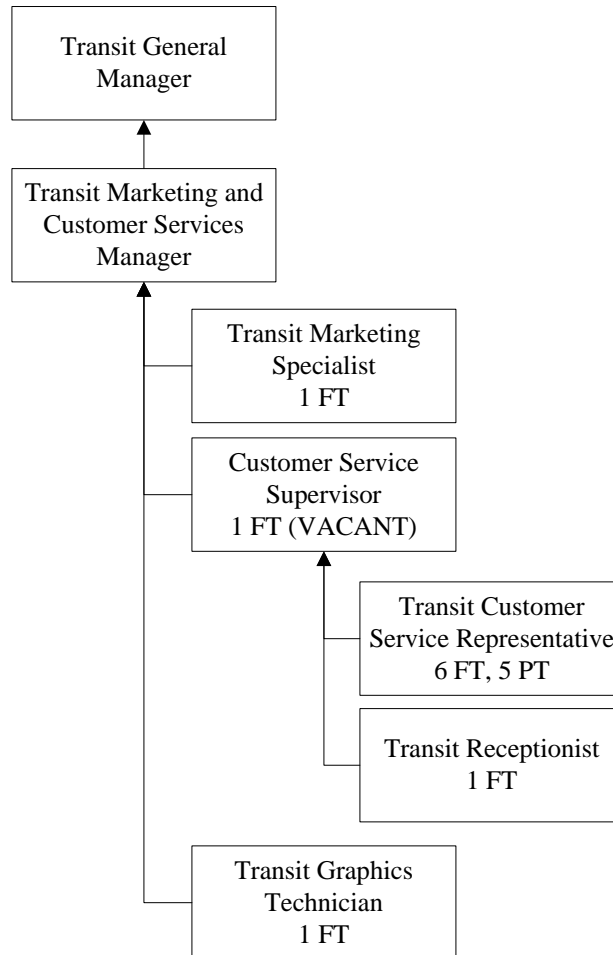 Transit General
Manager
Transit Marketing and
Customer Services
Manager
Transit Marketing
Specialist
1 FT
Customer Service
Supervisor
1 FT (VACANT)
Transit Customer
Service Representative
6 FT, 5 PT
Transit Receptionist
1 FT
Transit Graphics
Technician
1 FT